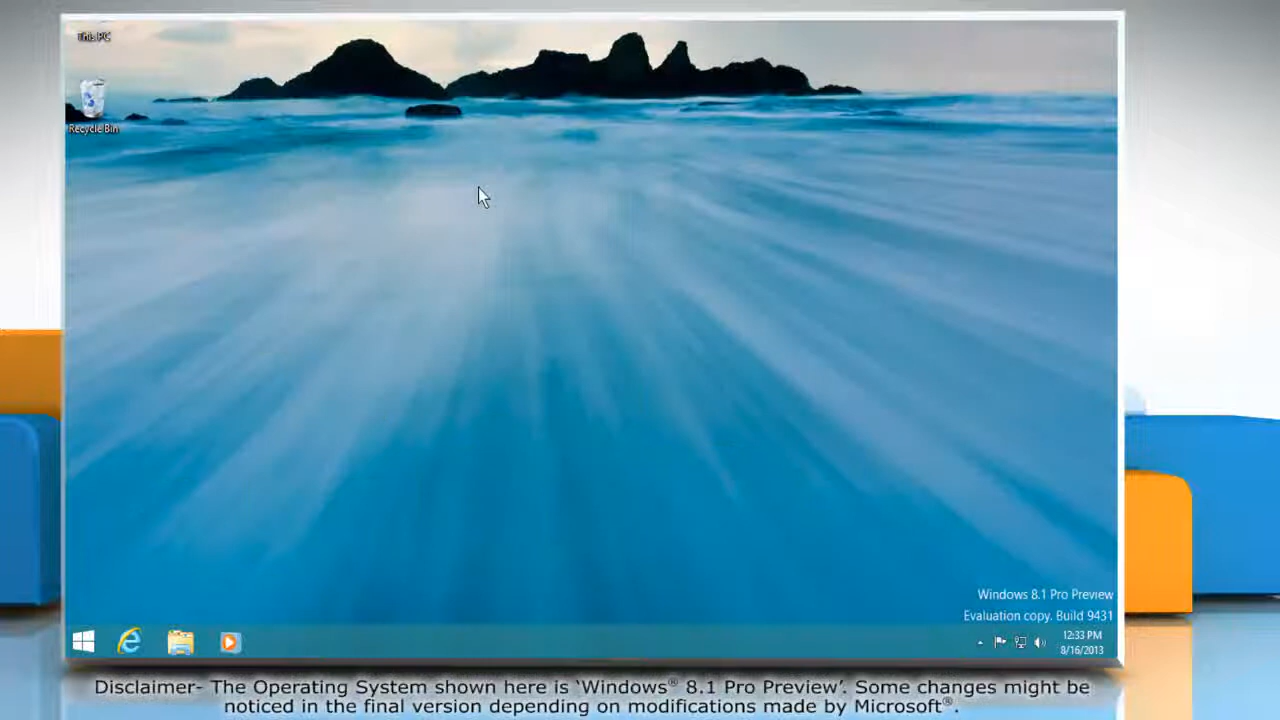 This PC
Recycle Bin
Windows 8.1 Pro Preview
Evaluation copy. Build 9431
12:33 PM
8/16/2013
Disclaimer- The Operating System shown here is ‘Windows® 8.1 Pro Preview’. Some changes might be
noticed in the final version depending on modifications made by Microsoft®.